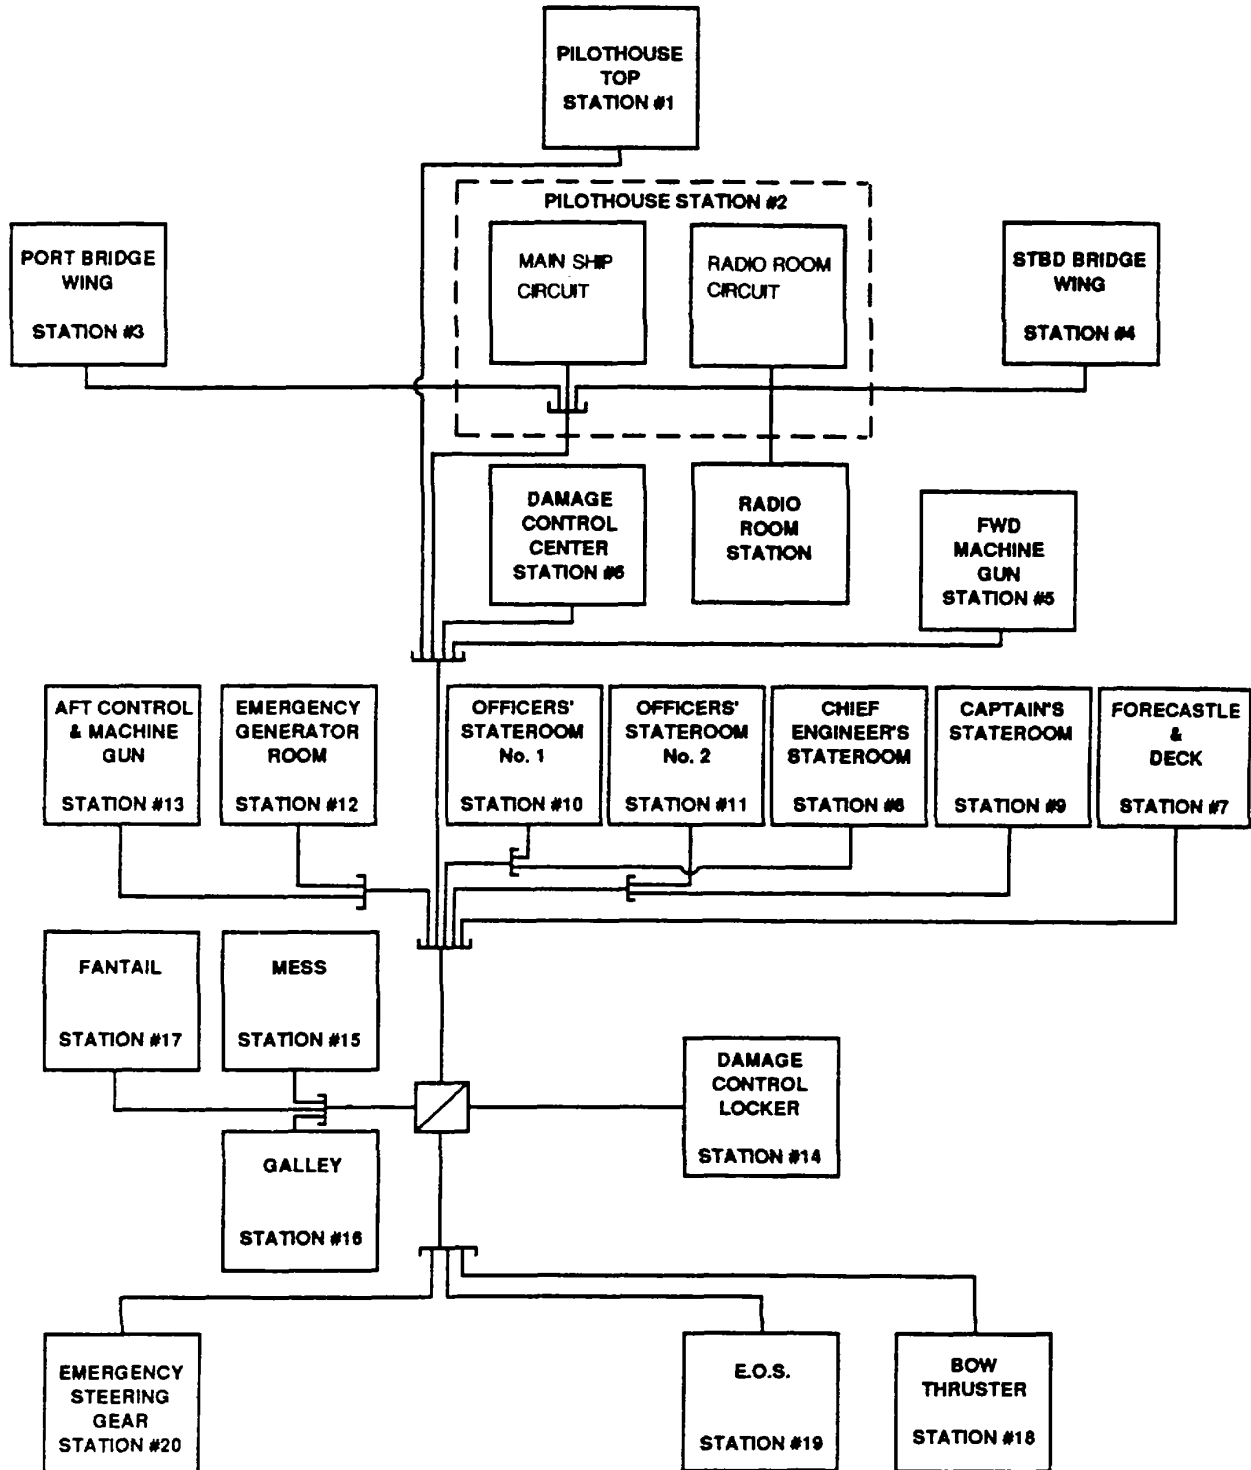 PILOTHOUSE
TOP
STATION #1
PILOTHOUSE STATION #2
PORT BRIDGE
WING
STATION #3
MAIN SHIP
CIRCUIT
RADIO ROOM
CIRCUIT
STBD BRIDGE
WING
STATION #4
DAMAGE
CONTROL
CENTER
STATION #6
RADIO
ROOM
STATION
FWD
MACHINE
GUN
STATION #5
AFT CONTROL
& MACHINE
GUN
STATION #13
EMERGENCY
GENERATOR
ROOM
STATION #12
OFFICERS'
STATEROOM
No. 1
STATION #10
OFFICERS'
STATEROOM
No. 2
STATION #11
CHIEF
ENGINEER'S
STATEROOM
STATION #8
CAPTAIN'S
STATEROOM
STATION #9
FORECASTLE
&
DECK
STATION #7
FANTAIL
STATION #17
MESS
STATION #15
DAMAGE
CONTROL
LOCKER
STATION #14
GALLEY
STATION #16
EMERGENCY
STEERING
GEAR
STATION #20
E.O.S.
STATION #19
BOW
THRUSTER
STATION #18